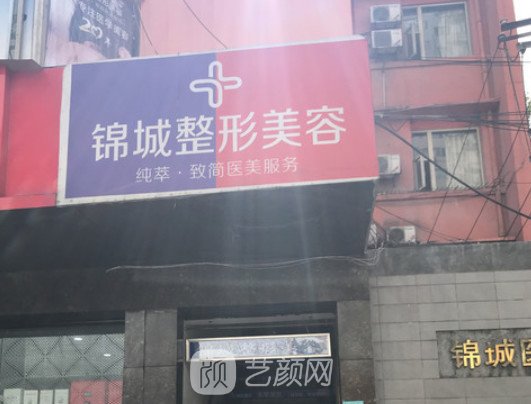 锦城整形美容
纯萃·致简医美服务
锦城医
艺颜网